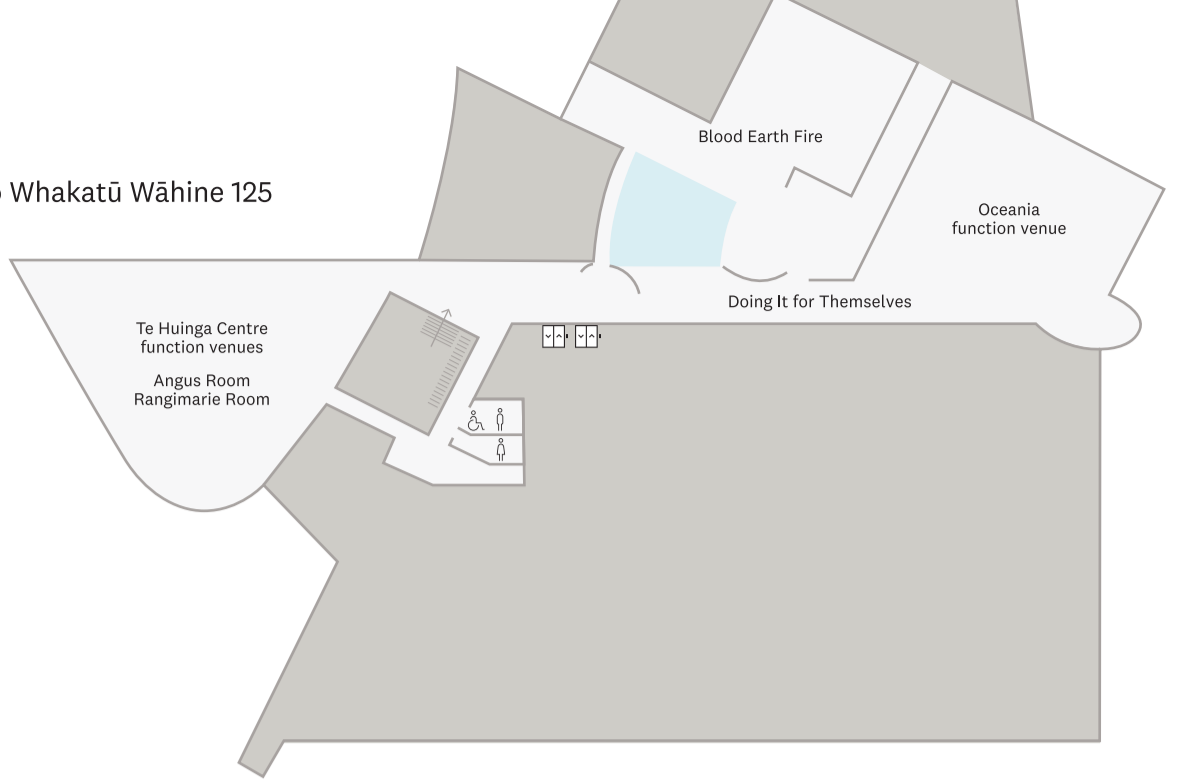 Blood Earth Fire
Whakatū Wāhine 125
Oceania
function venue
Doing It for Themselves
Te Huinga Centre
function venues
Angus Room
Rangimarie Room